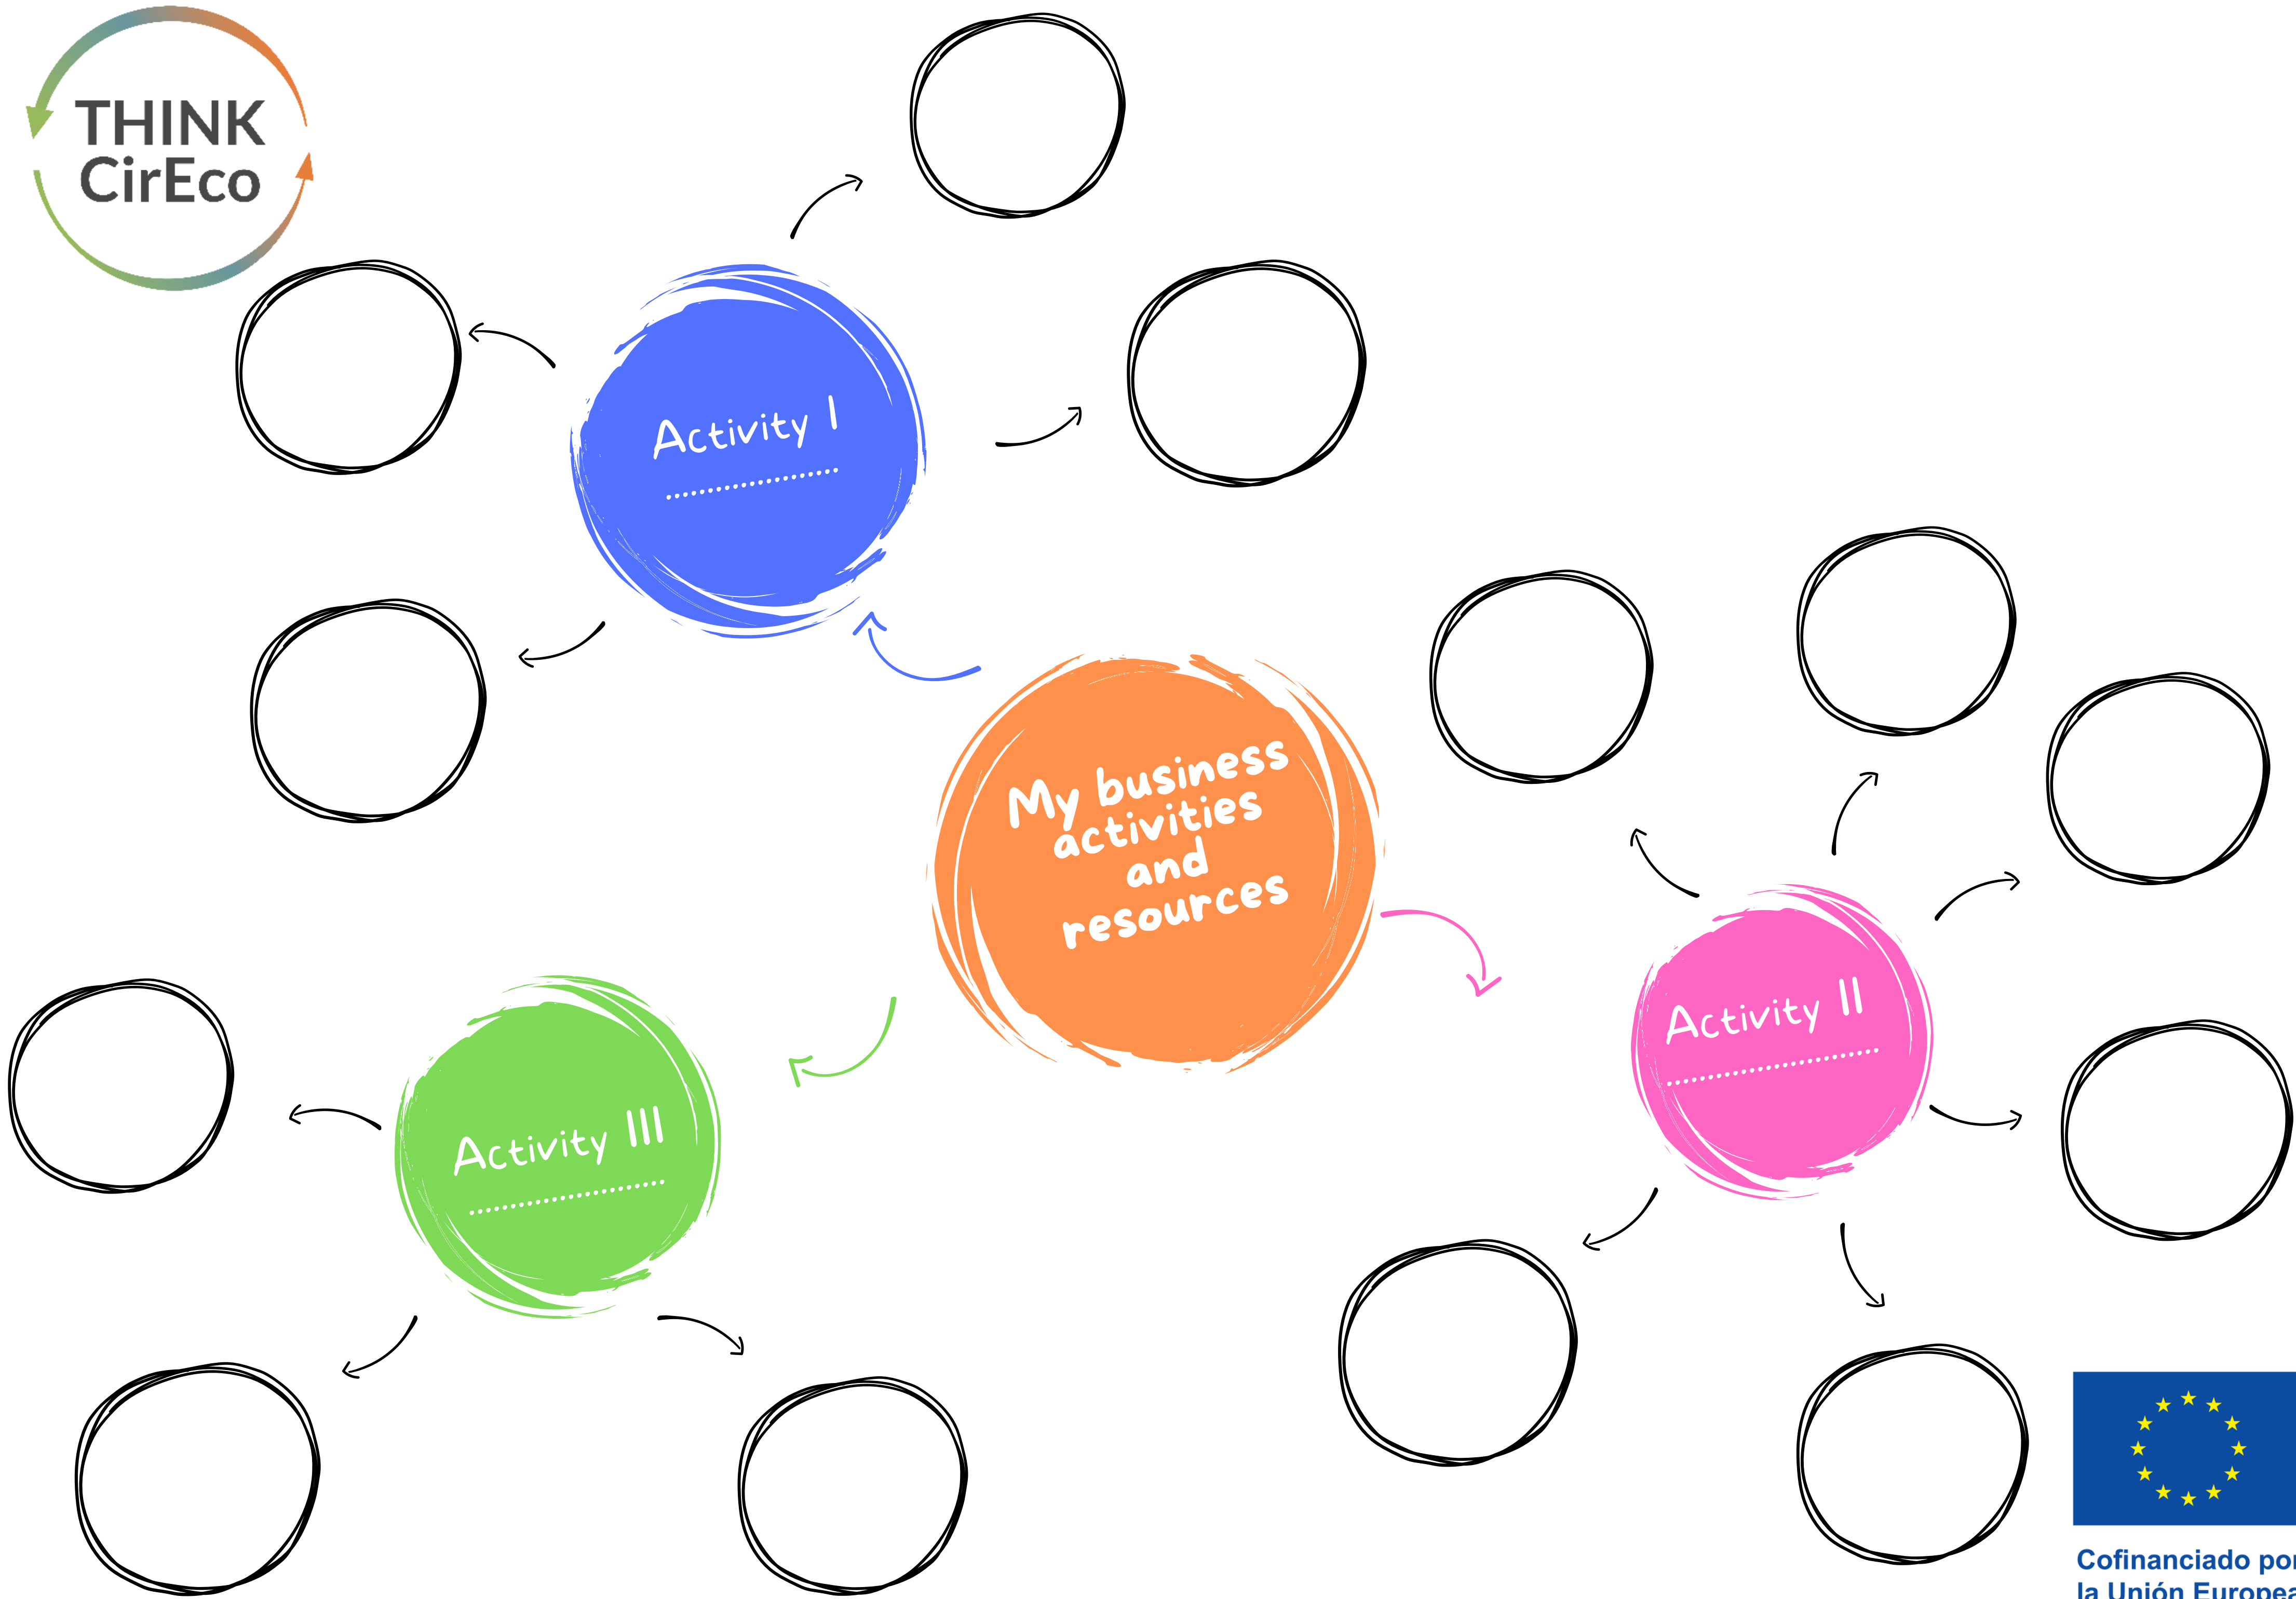 THINK
CirEco
Activity I
........................
My business
activities
and
resources
Activity II
..............................
Activity III
...........................
Cofinanciado por
la Unión Europea